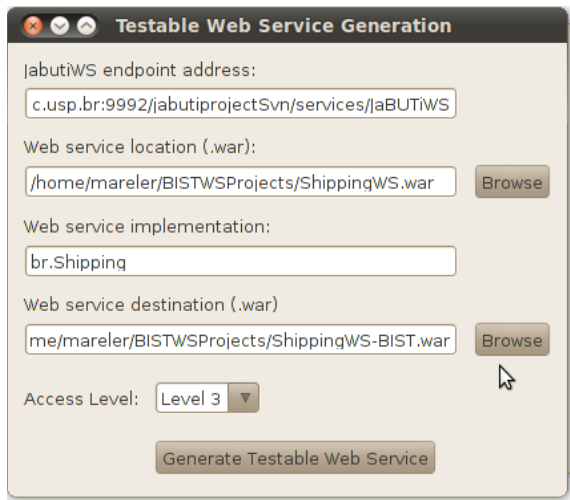 Testable Web Service Generation
JabutiWS endpoint address:
c.usp.br:9992/jabutiprojectSvn/services/JaBUTiWS
Web service location (.war):
/home/mareler/BISTWSProjects/ShippingWS.war Browse
Web service implementation:
br.Shipping
Web service destination (.war)
me/mareler/BISTWSProjects/ShippingWS-BIST.war Browse
Access Level: Level 3
Generate Testable Web Service